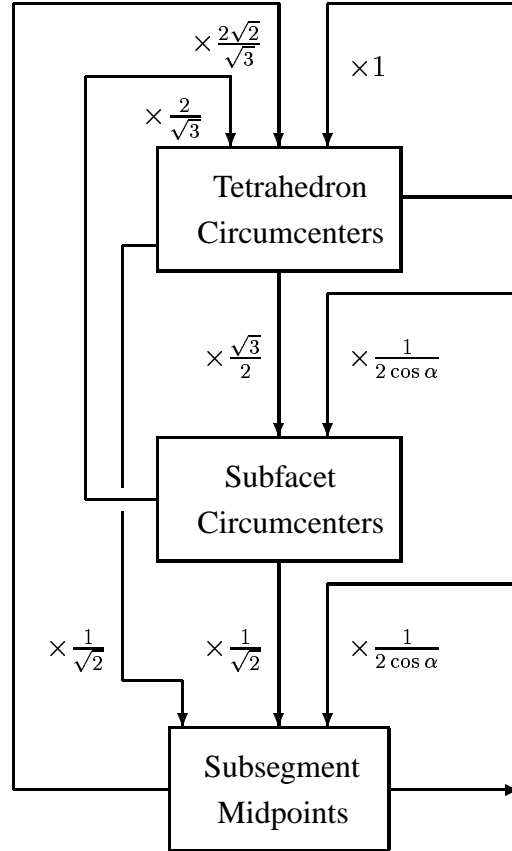 ×2√2/√3
×1
×2/√3
Tetrahedron
Circumcenters
×√3/2
×1/(2 cos α)
Subfacet
Circumcenters
×1/√2
×1/√2
×1/(2 cos α)
Subsegment
Midpoints